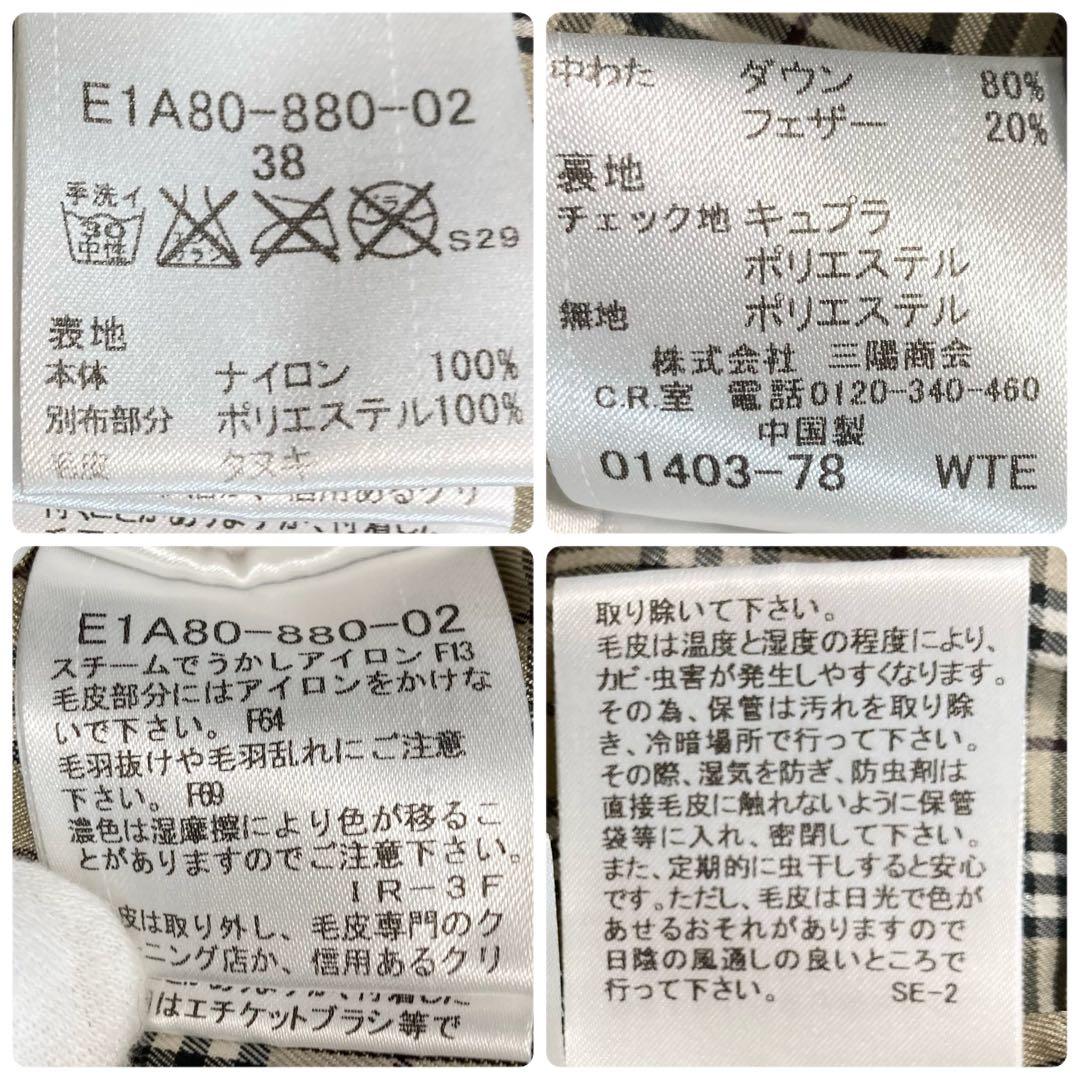 E1A80-880-02
38
手洗イ
30
中性
エンソ
サラシ
ドライ
S29
表地
本体 ナイロン 100%
別布部分 ポリエステル100%
毛皮 タヌキ
信用あるクリ
中わた ダウン 80%
フェザー 20%
裏地
チェック地 キュプラ
ポリエステル
無地 ポリエステル
株式会社 三陽商会
C.R.室 電話0120-340-460
中国製
01403-78 WTE
E1A80-880-02
スチームでうかしアイロン F13
毛皮部分にはアイロンをかけな
いで下さい。 F64
毛羽抜けや毛羽乱れにご注意
下さい。 F69
濃色は湿摩擦により色が移るこ
とがありますのでご注意下さい。
IR-3F
皮は取り外し、毛皮専門のク
ニング店か、信用あるクリ
はエチケットブラシ等で
取り除いて下さい。
毛皮は温度と湿度の程度により、
カビ・虫害が発生しやすくなります。
その為、保管は汚れを取り除
き、冷暗場所で行って下さい。
その際、湿気を防ぎ、防虫剤は
直接毛皮に触れないように保管
袋等に入れ、密閉して下さい。
また、定期的に虫干しすると安心
です。ただし、毛皮は日光で色が
あせるおそれがありますので
日陰の風通しの良いところで
行って下さい。 SE-2